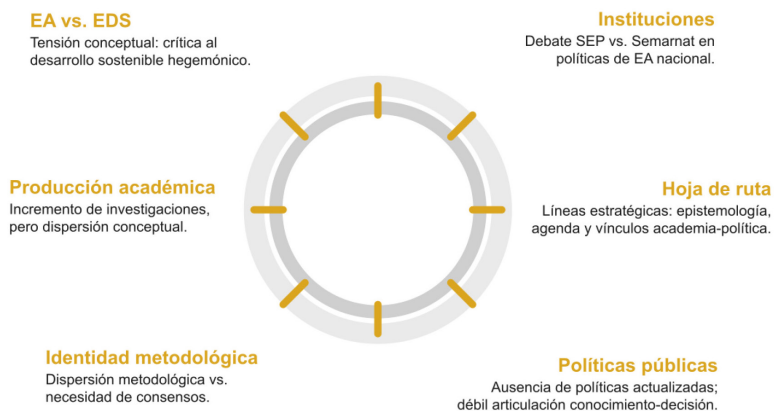 EA vs. EDS
Tensión conceptual: crítica al
desarrollo sostenible hegemónico.
Instituciones
Debate SEP vs. Semarnat en
políticas de EA nacional.
Producción académica
Incremento de investigaciones,
pero dispersión conceptual.
Hoja de ruta
Líneas estratégicas: epistemología,
agenda y vínculos academia-política.
Identidad metodológica
Dispersión metodológica vs.
necesidad de consensos.
Políticas públicas
Ausencia de políticas actualizadas;
débil articulación conocimiento-decisión.